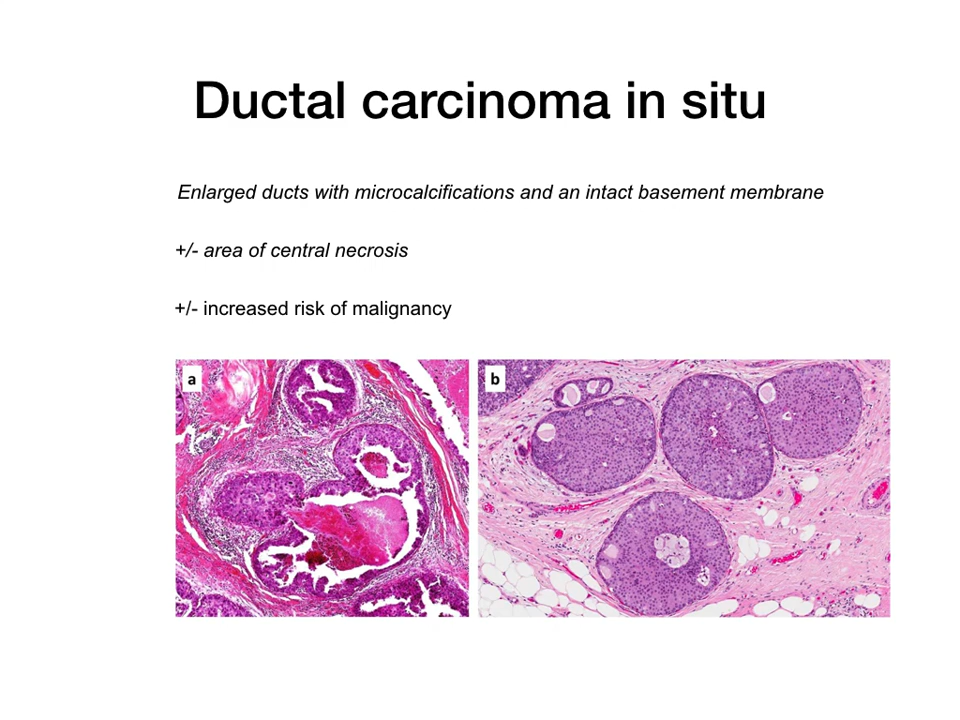 Ductal carcinoma in situ
Enlarged ducts with microcalcifications and an intact basement membrane
+/- area of central necrosis
+/- increased risk of malignancy
a
b